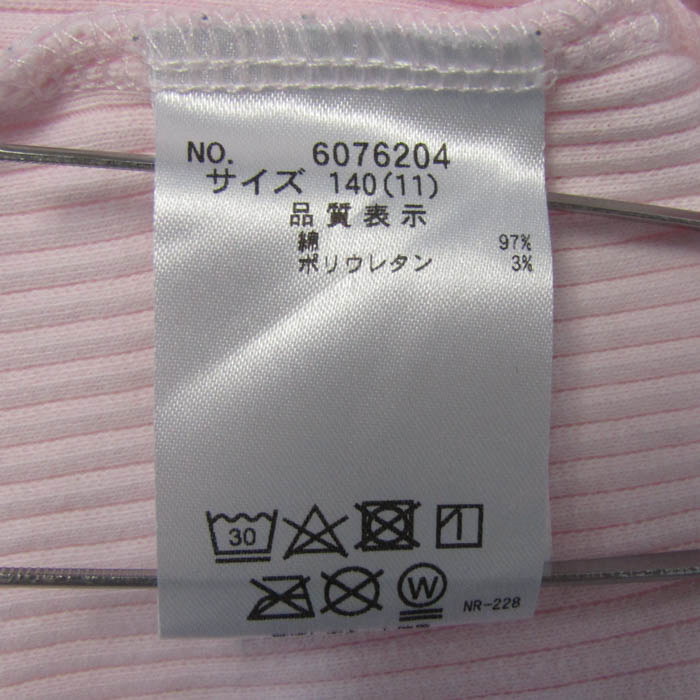 NO. 6076204
サイズ 140(11)
品質表示
綿 97%
ポリウレタン 3%
30
W
NR-228